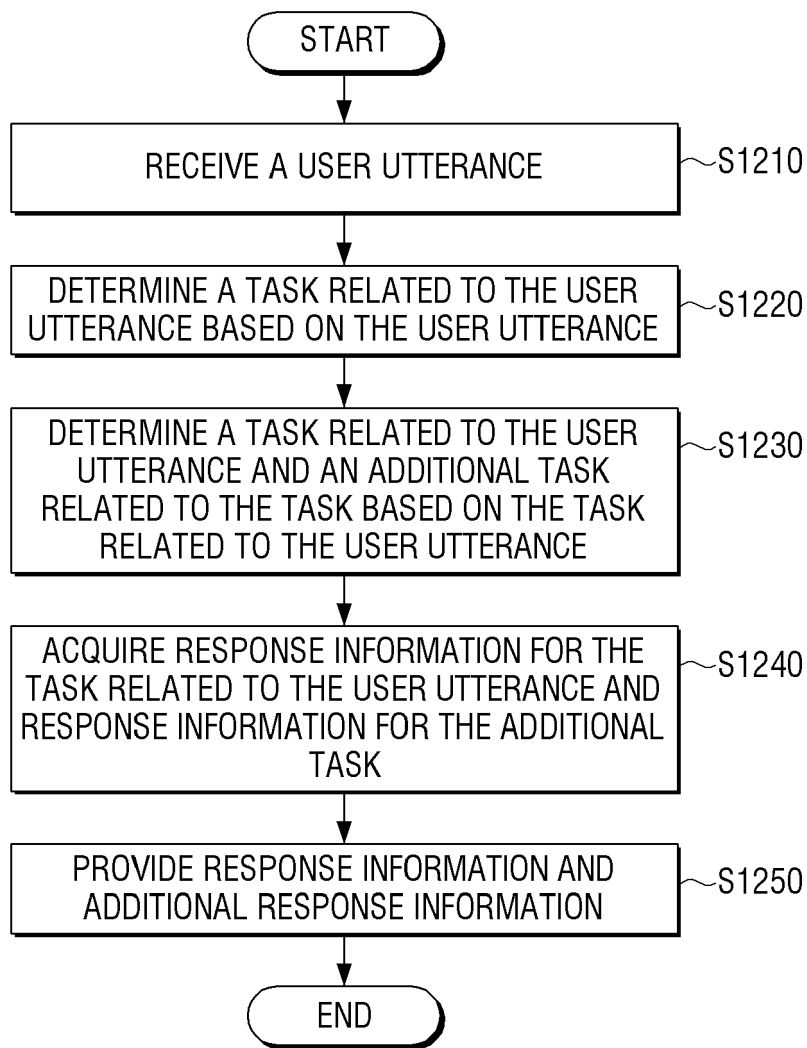 START
RECEIVE A USER UTTERANCE
S1210
DETERMINE A TASK RELATED TO THE USER
UTTERANCE BASED ON THE USER UTTERANCE
S1220
DETERMINE A TASK RELATED TO THE USER
UTTERANCE AND AN ADDITIONAL TASK
RELATED TO THE TASK BASED ON THE TASK
RELATED TO THE USER UTTERANCE
S1230
ACQUIRE RESPONSE INFORMATION FOR THE
TASK RELATED TO THE USER UTTERANCE AND
RESPONSE INFORMATION FOR THE ADDITIONAL
TASK
S1240
PROVIDE RESPONSE INFORMATION AND
ADDITIONAL RESPONSE INFORMATION
S1250
END